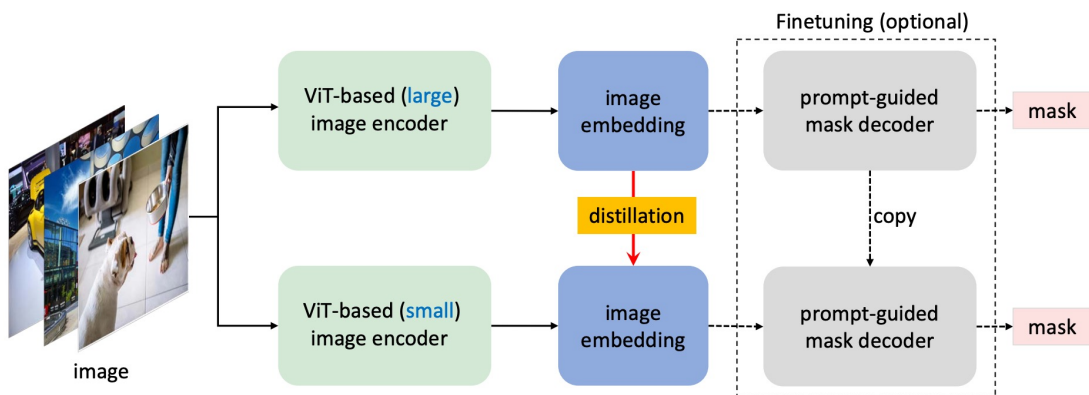 Finetuning (optional)
ViT-based (large)
image encoder
image
embedding
prompt-guided
mask decoder
mask
distillation
copy
ViT-based (small)
image encoder
image
embedding
prompt-guided
mask decoder
mask
image